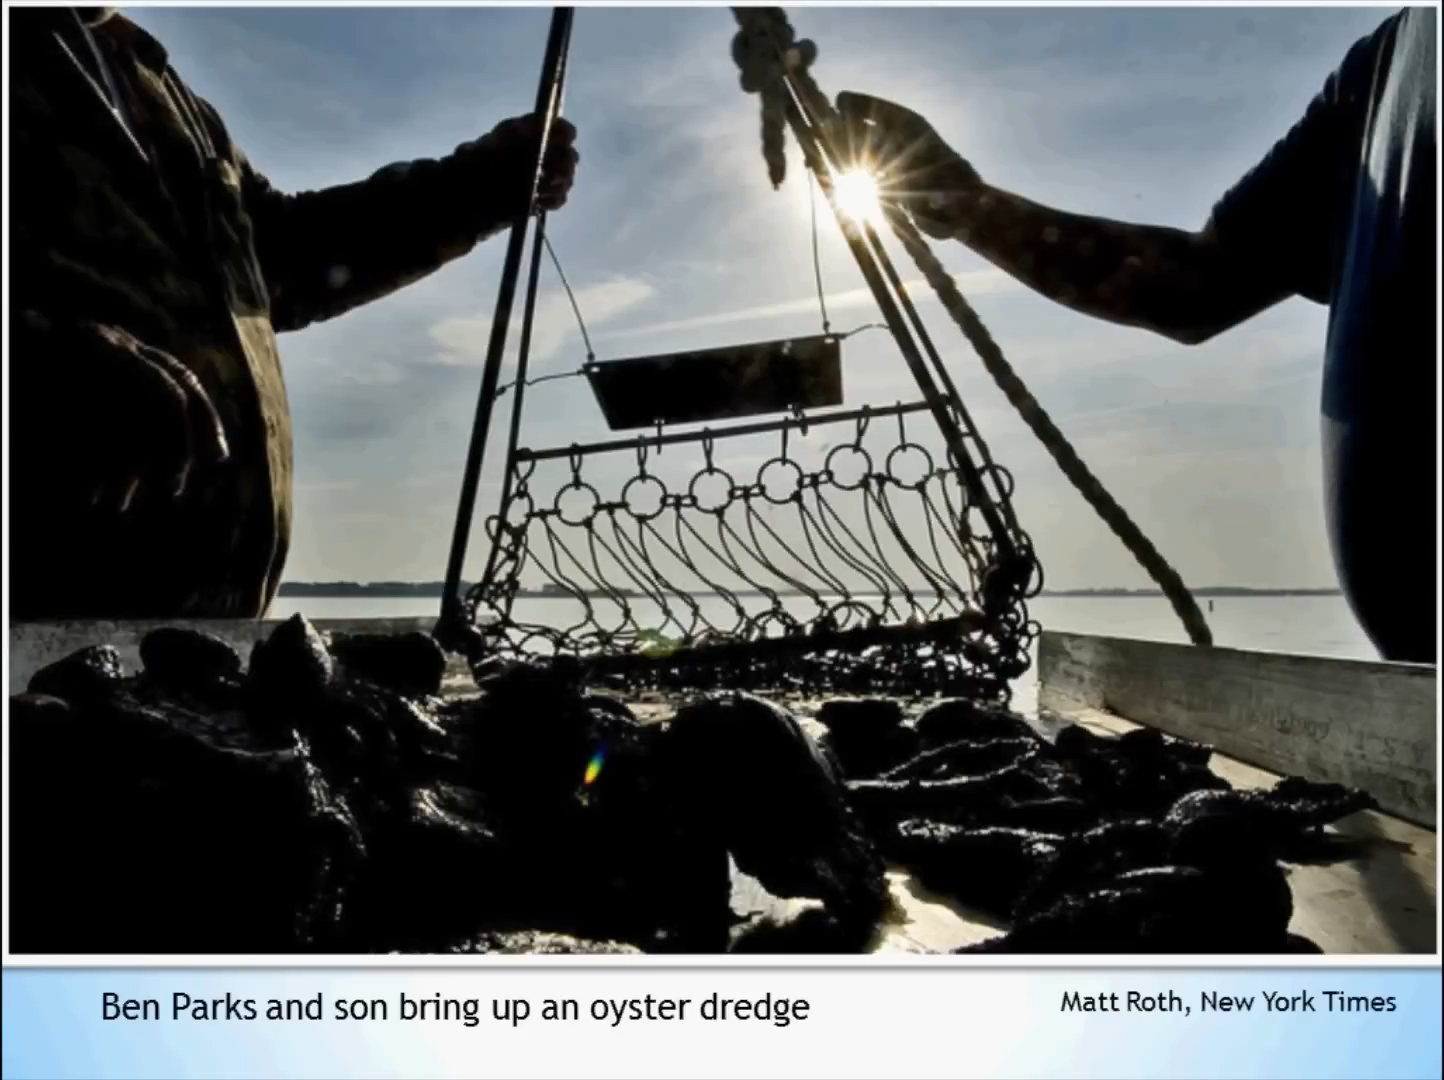 Ben Parks and son bring up an oyster dredge
Matt Roth, New York Times